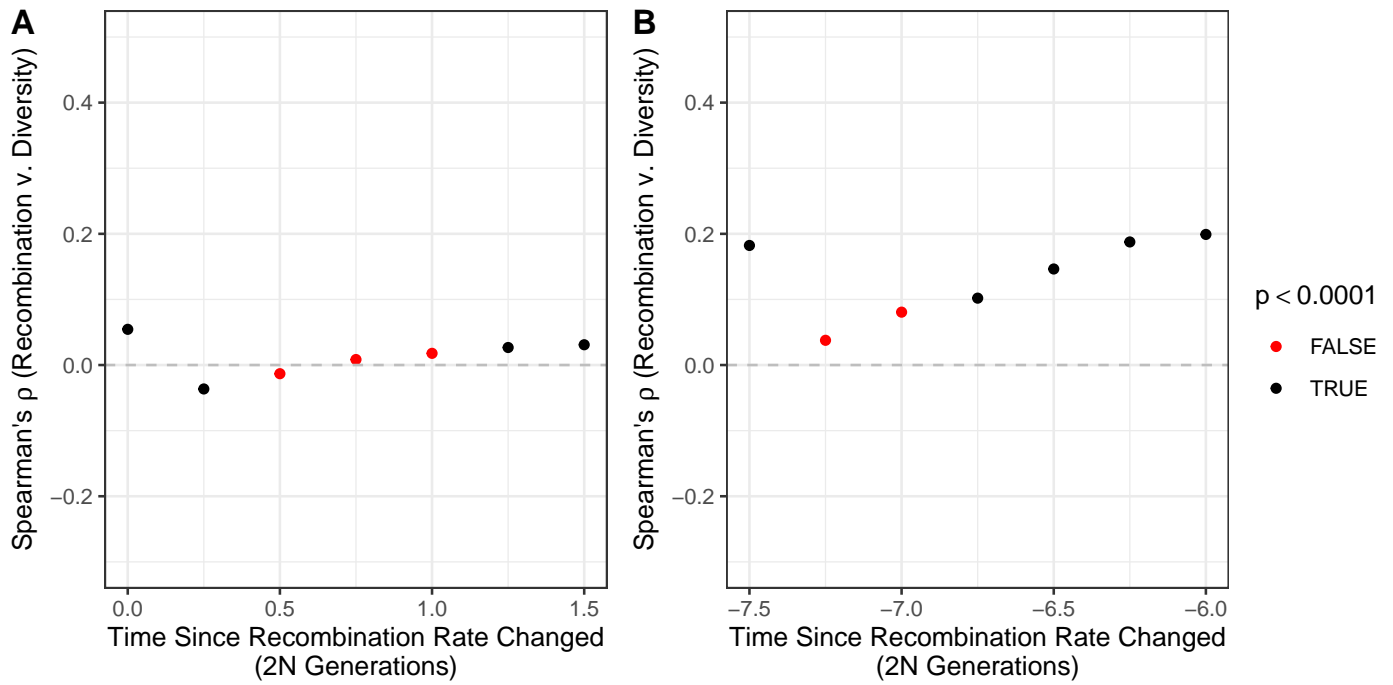 A
Spearman's ρ (Recombination v. Diversity)
0.4
0.2
0.0
−0.2
0.0 0.5 1.0 1.5
Time Since Recombination Rate Changed
(2N Generations)
B
Spearman's ρ (Recombination v. Diversity)
0.4
0.2
0.0
−0.2
−7.5 −7.0 −6.5 −6.0
Time Since Recombination Rate Changed
(2N Generations)
p < 0.0001
FALSE
TRUE